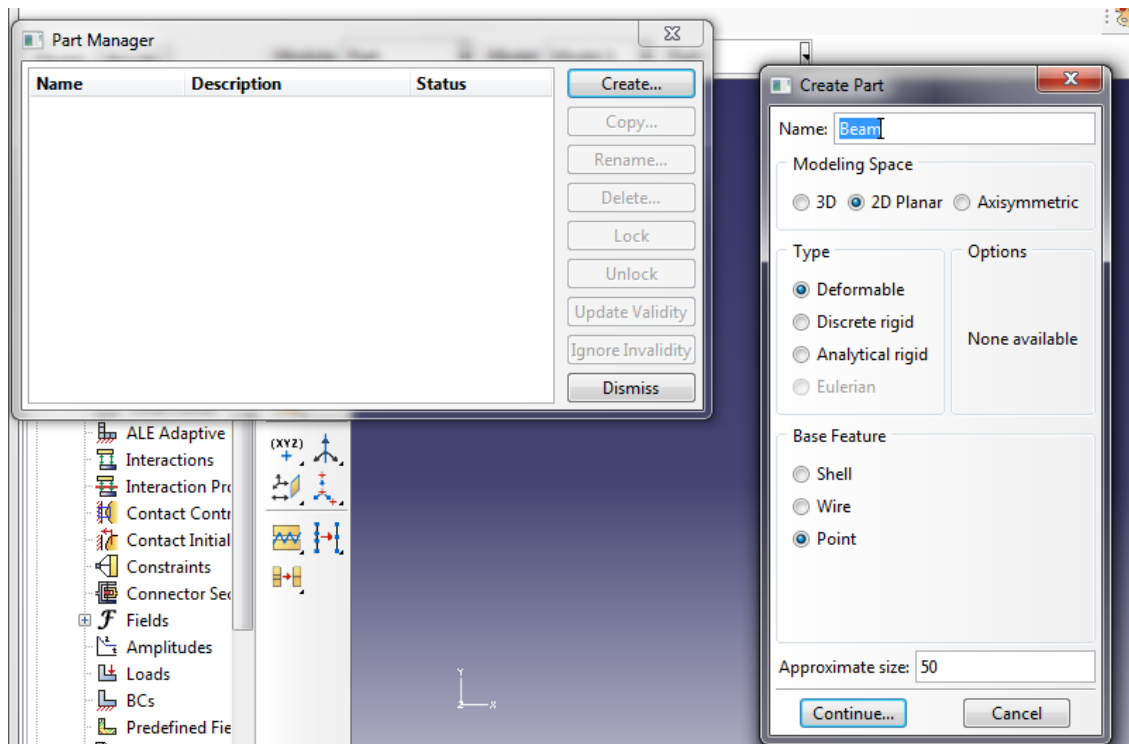 Part Manager
Name Description Status
Create...
Copy...
Rename...
Delete...
Lock
Unlock
Update Validity
Ignore Invalidity
Dismiss
ALE Adaptive
Interactions
Interaction Pro
Contact Contr
Contact Initial
Constraints
Connector Sec
Fields
Amplitudes
Loads
BCs
Predefined Fie
(XYZ)
Y
Z X
Create Part
Name: Beam
Modeling Space
3D 2D Planar Axisymmetric
Type
Deformable
Discrete rigid
Analytical rigid
Eulerian
Options
None available
Base Feature
Shell
Wire
Point
Approximate size: 50
Continue... Cancel